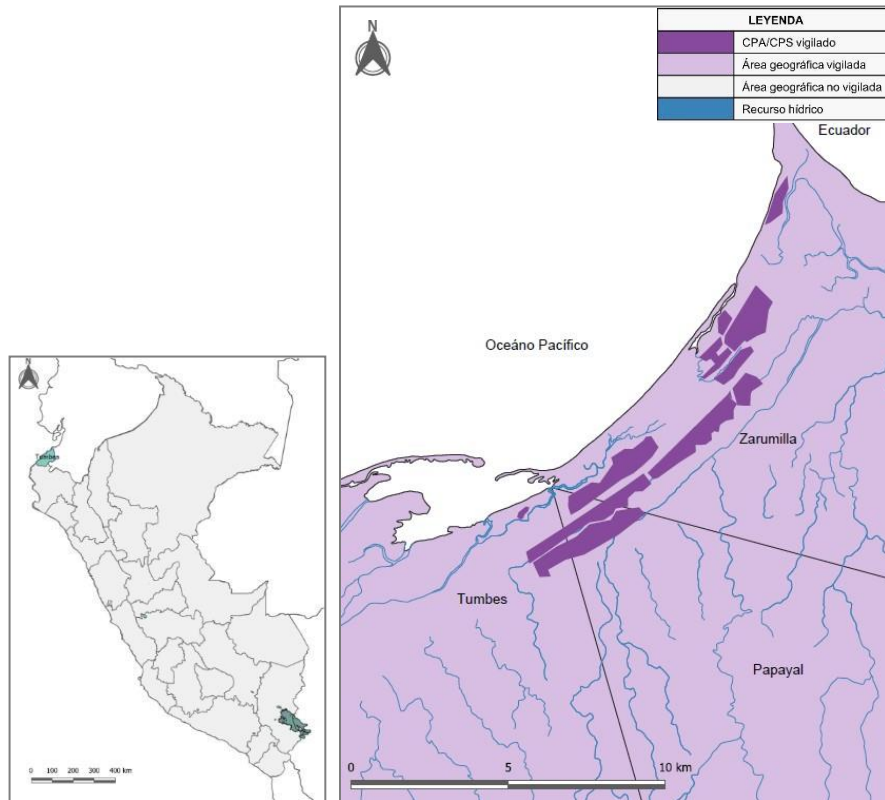 N
LEYENDA
CPA/CPS vigilado
Área geográfica vigilada
Área geográfica no vigilada
Recurso hídrico
Ecuador
Oceáno Pacífico
Zarumilla
Tumbes
Papayal
0 5 10 km
N
Tumbes
0 100 200 300 400 km